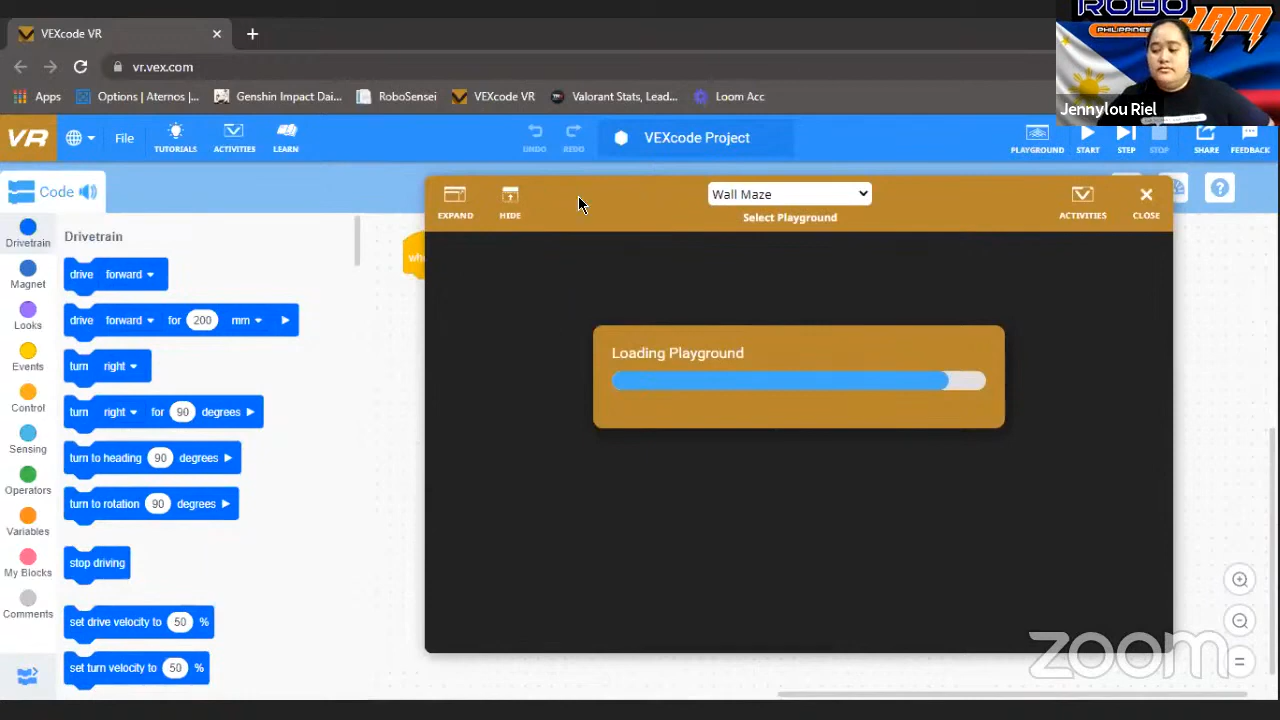 VEXcode VR
vr.vex.com
Apps
Options | Aternos |...
Genshin Impact Dai...
RoboSensei
VEXcode VR
Valorant Stats, Lead...
Loom Acc
ROBO
PHILIPPINES
JAM
Jennylou Riel
VR
File
TUTORIALS
ACTIVITIES
LEARN
UNDO
REDO
VEXcode Project
PLAYGROUND
START
STEP
STOP
SHARE
FEEDBACK
Code
EXPAND
HIDE
Wall Maze
Select Playground
ACTIVITIES
CLOSE
Drivetrain
Magnet
Looks
Events
Control
Sensing
Operators
Variables
My Blocks
Comments
Drivetrain
drive forward
drive forward for 200 mm
turn right
turn right for 90 degrees
turn to heading 90 degrees
turn to rotation 90 degrees
stop driving
set drive velocity to 50 %
set turn velocity to 50 %
Loading Playground
zoom